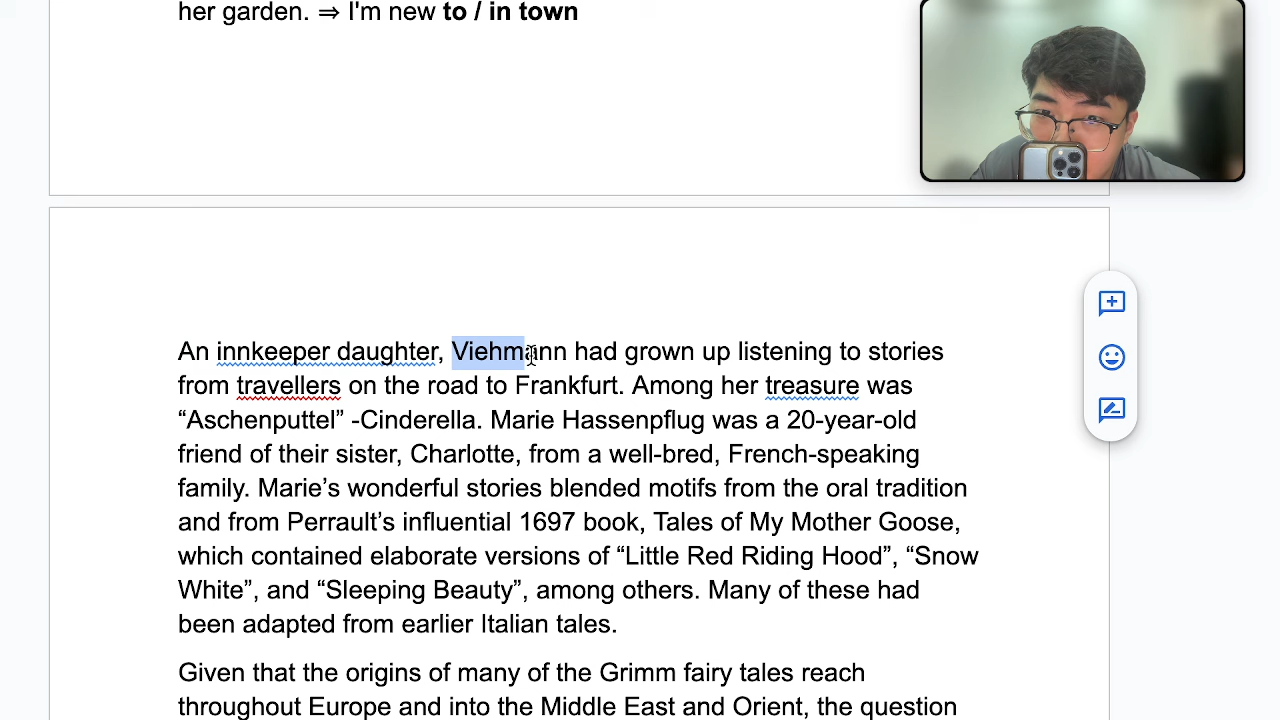 her garden. ⇒ I'm new to / in town
An innkeeper daughter, Viehmann had grown up listening to stories
from travellers on the road to Frankfurt. Among her treasure was
“Aschenputtel” -Cinderella. Marie Hassenpflug was a 20-year-old
friend of their sister, Charlotte, from a well-bred, French-speaking
family. Marie’s wonderful stories blended motifs from the oral tradition
and from Perrault’s influential 1697 book, Tales of My Mother Goose,
which contained elaborate versions of “Little Red Riding Hood”, “Snow
White”, and “Sleeping Beauty”, among others. Many of these had
been adapted from earlier Italian tales.
Given that the origins of many of the Grimm fairy tales reach
throughout Europe and into the Middle East and Orient, the question